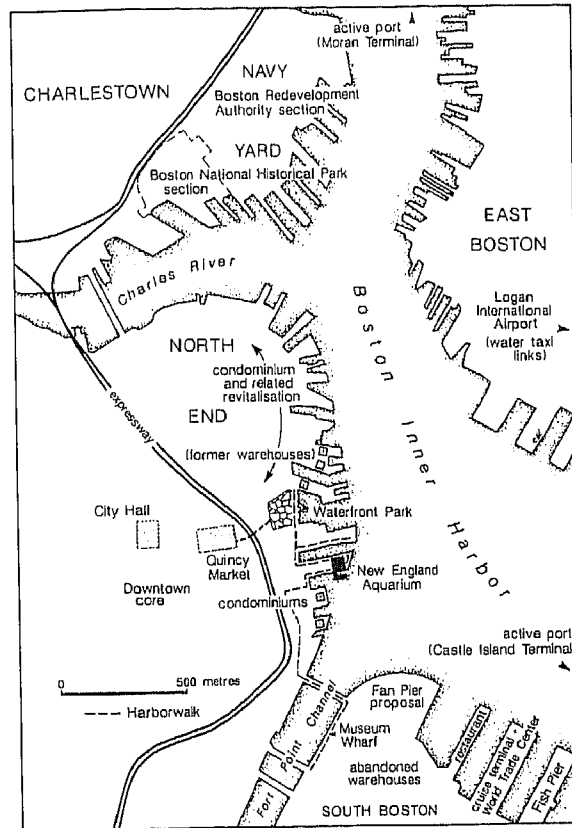 active port
(Moran Terminal)
NAVY
CHARLESTOWN
Boston Redevelopment
Authority section
YARD
Boston National Historical Park
section
EAST
BOSTON
Charles River
Logan
International
Airport
(water taxi
links)
NORTH
condominium
and related
revitalisation
Boston Inner Harbor
expressway
END
(former warehouses)
City Hall
Waterfront Park
Quincy
Market
New England
Aquarium
Downtown
core
condominiums
active port
(Castle Island Terminal)
0 500 metres
Fan Pier
proposal
Harborwalk
Fort Point Channel
Museum
Wharf
restaurant
cruise terminal -
World Trade Center
Fish Pier
abandoned
warehouses
SOUTH BOSTON